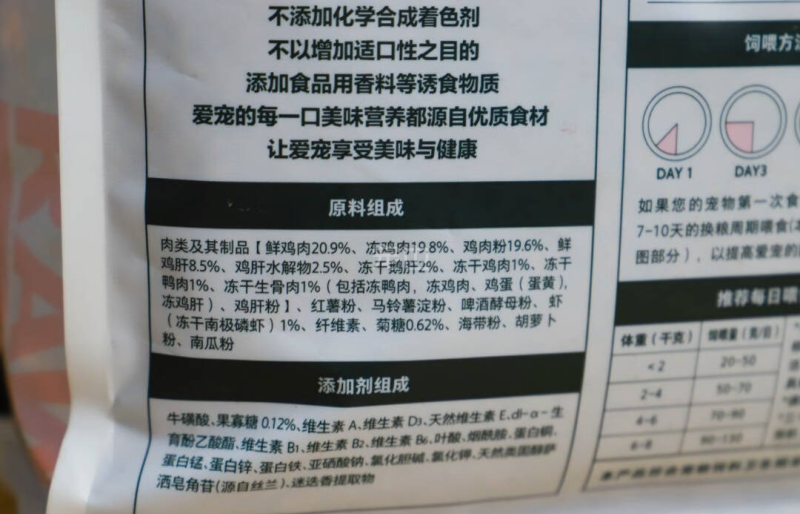 不添加化学合成着色剂
不以增加适口性之目的
添加食品用香料等诱食物质
爱宠的每一口美味营养都源自优质食材
让爱宠享受美味与健康
原料组成
肉类及其制品【鲜鸡肉20.9%、冻鸡肉19.8%、鸡肉粉19.6%、鲜
鸡肝8.5%、鸡肝水解物2.5%、冻干鹅肝2%、冻干鸡肉1%、冻干
鸭肉1%、冻干生骨肉1%（包括冻鸭肉，冻鸡肉、鸡蛋（蛋黄），
冻鸡肝）、鸡肝粉】、红薯粉、马铃薯淀粉、啤酒酵母粉、虾
（冻干南极磷虾）1%、纤维素、菊糖0.62%、海带粉、胡萝卜
粉、南瓜粉
添加剂组成
牛磺酸、果寡糖0.12%、维生素A、维生素D3、天然维生素E、dl-α-生
育酚乙酸酯、维生素B1、维生素B2、维生素B6、叶酸、烟酰胺、蛋白铜、
蛋白锰、蛋白锌、蛋白铁、亚硒酸钠、氯化胆碱、氯化钾、天然类固醇萨
洒皂角苷(源自丝兰)、迷迭香提取物
饲喂方法
DAY 1
DAY3
如果您的宠物第一次食
7-10天的换粮周期喂食
图部分），以提高爱宠的
推荐每日喂
体重（千克） 饲喂量（克/日）
<2 20-50
2-4 50-70
4-6 70-90
6-8 90-130